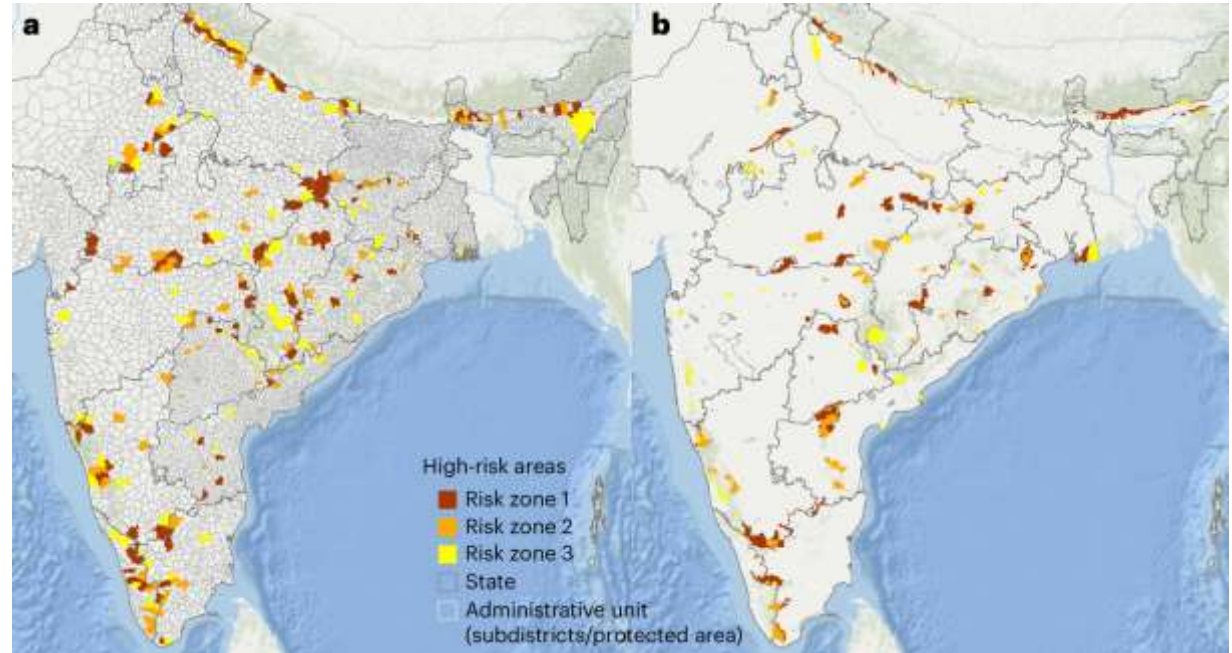 a
b
High-risk areas
Risk zone 1
Risk zone 2
Risk zone 3
State
Administrative unit
(subdistricts/protected area)